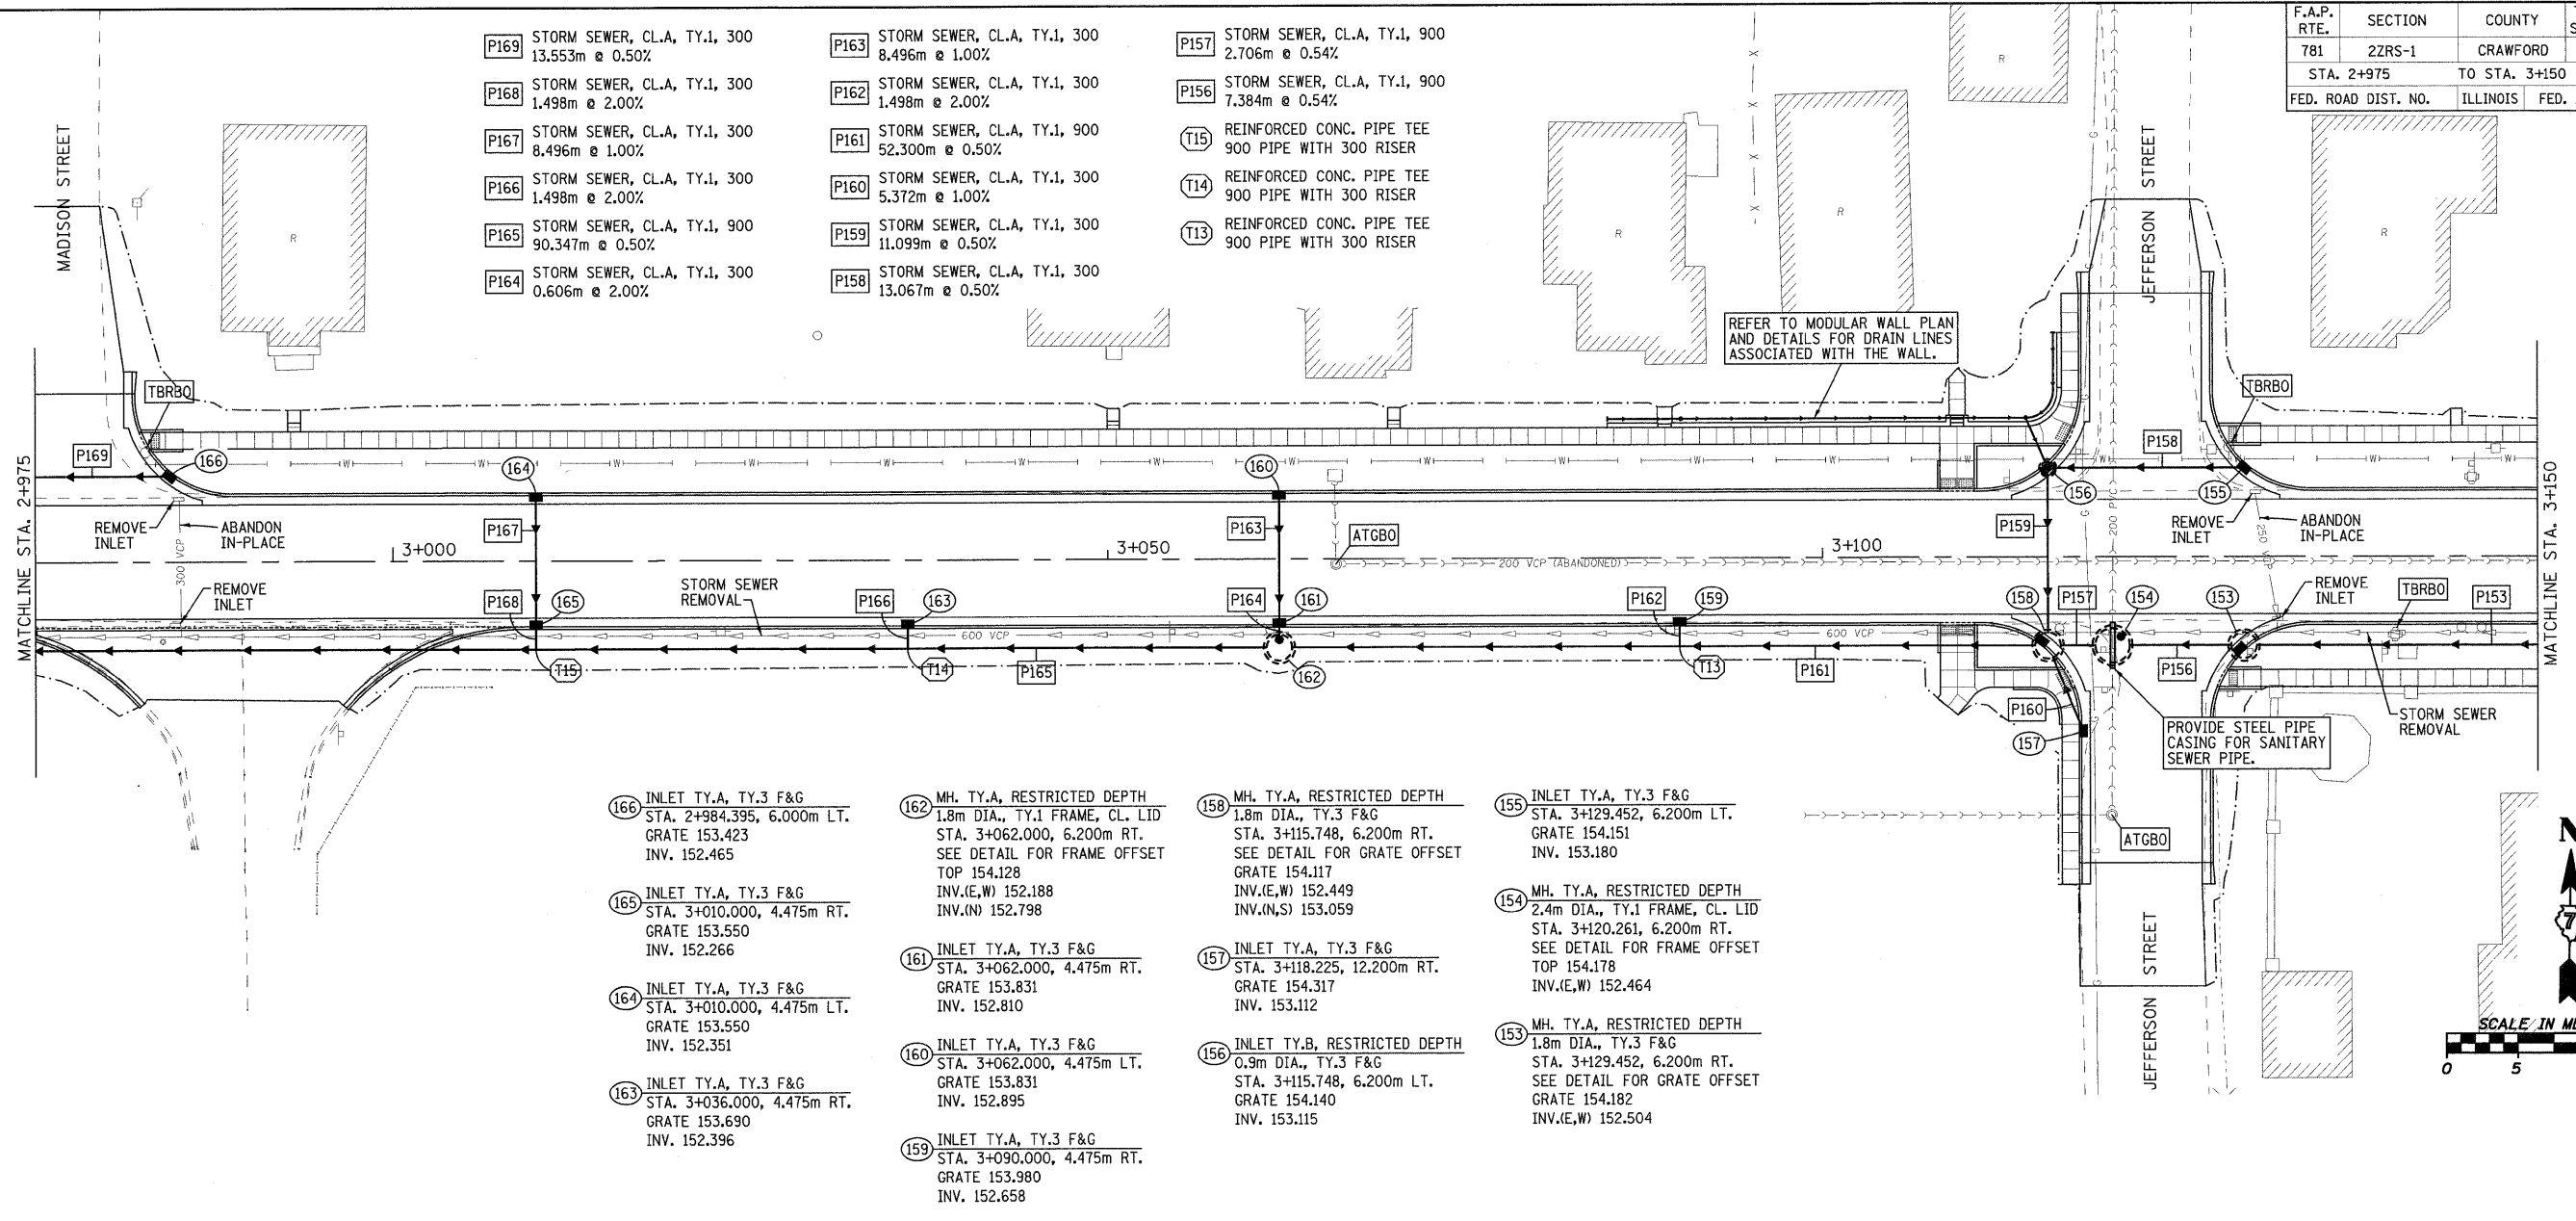 P169 STORM SEWER, CL.A, TY.1, 300
13.553m @ 0.50%
P168 STORM SEWER, CL.A, TY.1, 300
1.498m @ 2.00%
P167 STORM SEWER, CL.A, TY.1, 300
8.496m @ 1.00%
P166 STORM SEWER, CL.A, TY.1, 300
1.498m @ 2.00%
P165 STORM SEWER, CL.A, TY.1, 900
90.347m @ 0.50%
P164 STORM SEWER, CL.A, TY.1, 300
0.606m @ 2.00%
P163 STORM SEWER, CL.A, TY.1, 300
8.496m @ 1.00%
P162 STORM SEWER, CL.A, TY.1, 300
1.498m @ 2.00%
P161 STORM SEWER, CL.A, TY.1, 900
52.300m @ 0.50%
P160 STORM SEWER, CL.A, TY.1, 300
5.372m @ 1.00%
P159 STORM SEWER, CL.A, TY.1, 300
11.099m @ 0.50%
P158 STORM SEWER, CL.A, TY.1, 300
13.067m @ 0.50%
P157 STORM SEWER, CL.A, TY.1, 900
2.706m @ 0.54%
P156 STORM SEWER, CL.A, TY.1, 900
7.384m @ 0.54%
T15 REINFORCED CONC. PIPE TEE
900 PIPE WITH 300 RISER
T14 REINFORCED CONC. PIPE TEE
900 PIPE WITH 300 RISER
T13 REINFORCED CONC. PIPE TEE
900 PIPE WITH 300 RISER
F.A.P. RTE. SECTION COUNTY
781 2ZRS-1 CRAWFORD
STA. 2+975 TO STA. 3+150
FED. ROAD DIST. NO. ILLINOIS FED.
MADISON STREET
JEFFERSON STREET
R
R
R
R
R
REFER TO MODULAR WALL PLAN
AND DETAILS FOR DRAIN LINES
ASSOCIATED WITH THE WALL.
TBRBO
TBRBO
MATCHLINE STA. 2+975
MATCHLINE STA. 3+150
P169
166
164
160
156
P158
155
REMOVE
INLET
ABANDON
IN-PLACE
300 VCP
P167
P163
ATGBO
P159
200 PVC
REMOVE
INLET
ABANDON
IN-PLACE
250 VCP
3+000
3+050
3+100
200 VCP (ABANDONED)
REMOVE
INLET
STORM SEWER
REMOVAL
P168
165
P166
163
P164
161
P162
159
158
P157
154
153
REMOVE
INLET
TBRBO
P153
600 VCP
600 VCP
T15
T14
P165
162
T13
P161
P156
P160
157
PROVIDE STEEL PIPE
CASING FOR SANITARY
SEWER PIPE.
STORM SEWER
REMOVAL
ATGBO
JEFFERSON STREET
JEFFERSON STREET
166 INLET TY.A, TY.3 F&G
STA. 2+984.395, 6.000m LT.
GRATE 153.423
INV. 152.465
165 INLET TY.A, TY.3 F&G
STA. 3+010.000, 4.475m RT.
GRATE 153.550
INV. 152.266
164 INLET TY.A, TY.3 F&G
STA. 3+010.000, 4.475m LT.
GRATE 153.550
INV. 152.351
163 INLET TY.A, TY.3 F&G
STA. 3+036.000, 4.475m RT.
GRATE 153.690
INV. 152.396
162 MH. TY.A, RESTRICTED DEPTH
1.8m DIA., TY.1 FRAME, CL. LID
STA. 3+062.000, 6.200m RT.
SEE DETAIL FOR FRAME OFFSET
TOP 154.128
INV.(E,W) 152.188
INV.(N) 152.798
161 INLET TY.A, TY.3 F&G
STA. 3+062.000, 4.475m RT.
GRATE 153.831
INV. 152.810
160 INLET TY.A, TY.3 F&G
STA. 3+062.000, 4.475m LT.
GRATE 153.831
INV. 152.895
159 INLET TY.A, TY.3 F&G
STA. 3+090.000, 4.475m RT.
GRATE 153.980
INV. 152.658
158 MH. TY.A, RESTRICTED DEPTH
1.8m DIA., TY.3 F&G
STA. 3+115.748, 6.200m RT.
SEE DETAIL FOR GRATE OFFSET
GRATE 154.117
INV.(E,W) 152.449
INV.(N,S) 153.059
157 INLET TY.A, TY.3 F&G
STA. 3+118.225, 12.200m RT.
GRATE 154.317
INV. 153.112
156 INLET TY.B, RESTRICTED DEPTH
0.9m DIA., TY.3 F&G
STA. 3+115.748, 6.200m LT.
GRATE 154.140
INV. 153.115
155 INLET TY.A, TY.3 F&G
STA. 3+129.452, 6.200m LT.
GRATE 154.151
INV. 153.180
154 MH. TY.A, RESTRICTED DEPTH
2.4m DIA., TY.1 FRAME, CL. LID
STA. 3+120.261, 6.200m RT.
SEE DETAIL FOR FRAME OFFSET
TOP 154.178
INV.(E,W) 152.464
153 MH. TY.A, RESTRICTED DEPTH
1.8m DIA., TY.3 F&G
STA. 3+129.452, 6.200m RT.
SEE DETAIL FOR GRATE OFFSET
GRATE 154.182
INV.(E,W) 152.504
N
SCALE IN
0 5